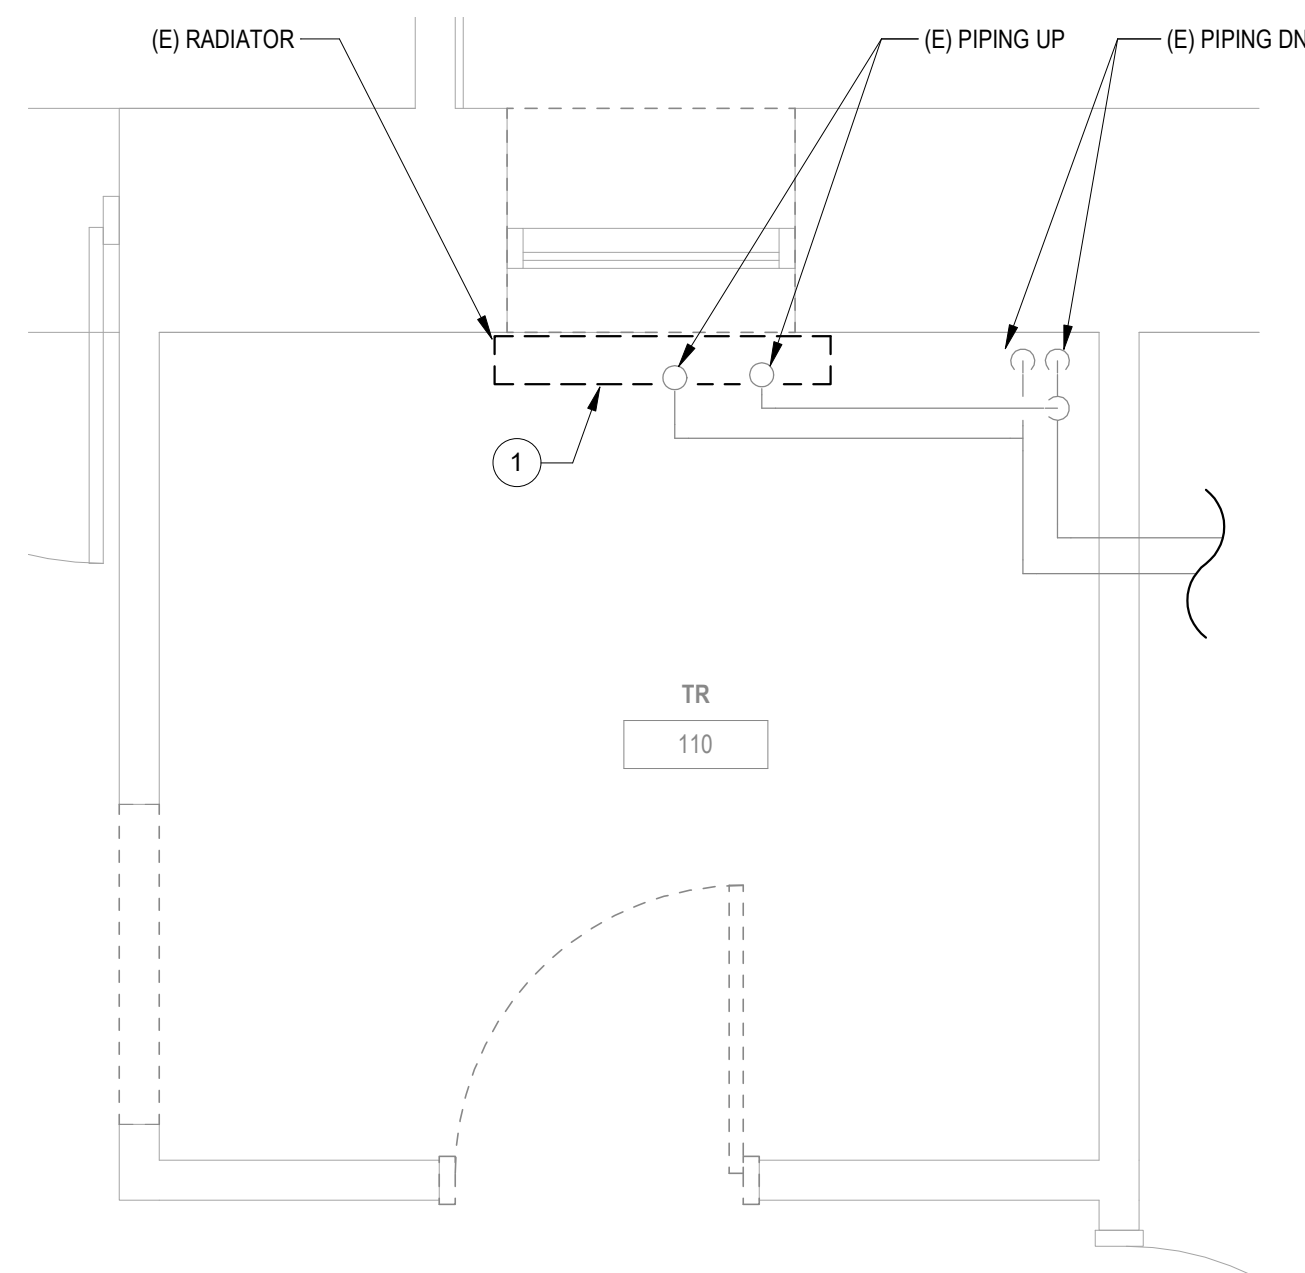 (E) RADIATOR
(E) PIPING UP
(E) PIPING DN
1
TR
110